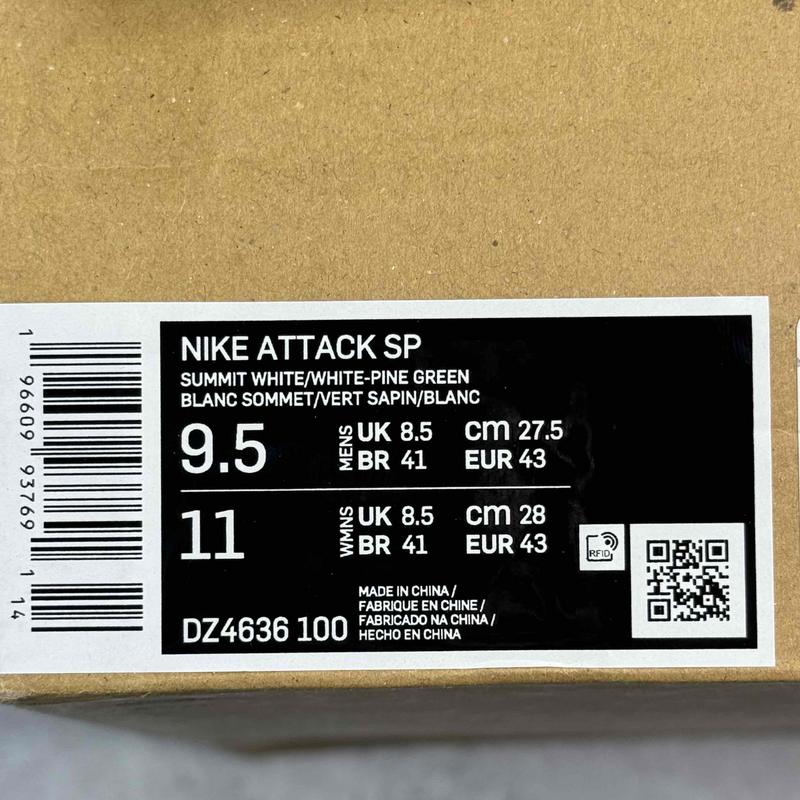 NIKE ATTACK SP
SUMMIT WHITE/WHITE-PINE GREEN
BLANC SOMMET/VERT SAPIN/BLANC
9.5 MENS UK 8.5 cm 27.5
BR 41 EUR 43
11 WMNS UK 8.5 cm 28
BR 41 EUR 43
RFID
DZ4636 100
MADE IN CHINA /
FABRIQUE EN CHINE /
FABRICADO NA CHINA /
HECHO EN CHINA
1 96609 93769 1 14